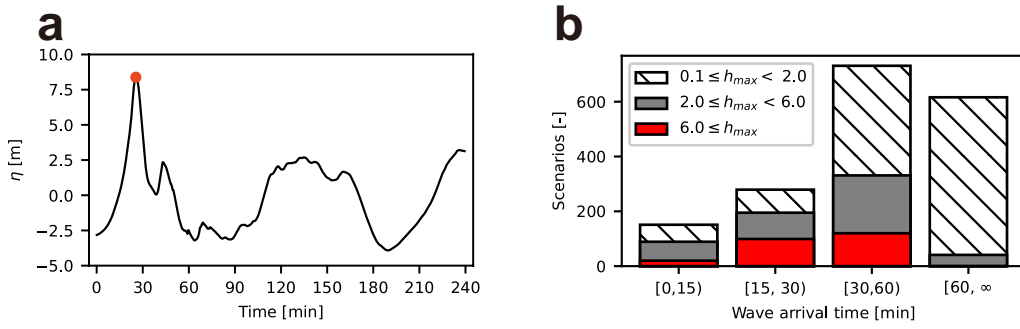 a
10.0
7.5
5.0
2.5
0.0
−2.5
−5.0
η [m]
0 30 60 90 120 150 180 210 240
Time [min]
b
0.1 ≤ h_max < 2.0
2.0 ≤ h_max < 6.0
6.0 ≤ h_max
600
400
200
0
Scenarios [-]
[0,15) [15, 30) [30,60) [60, ∞
Wave arrival time [min]